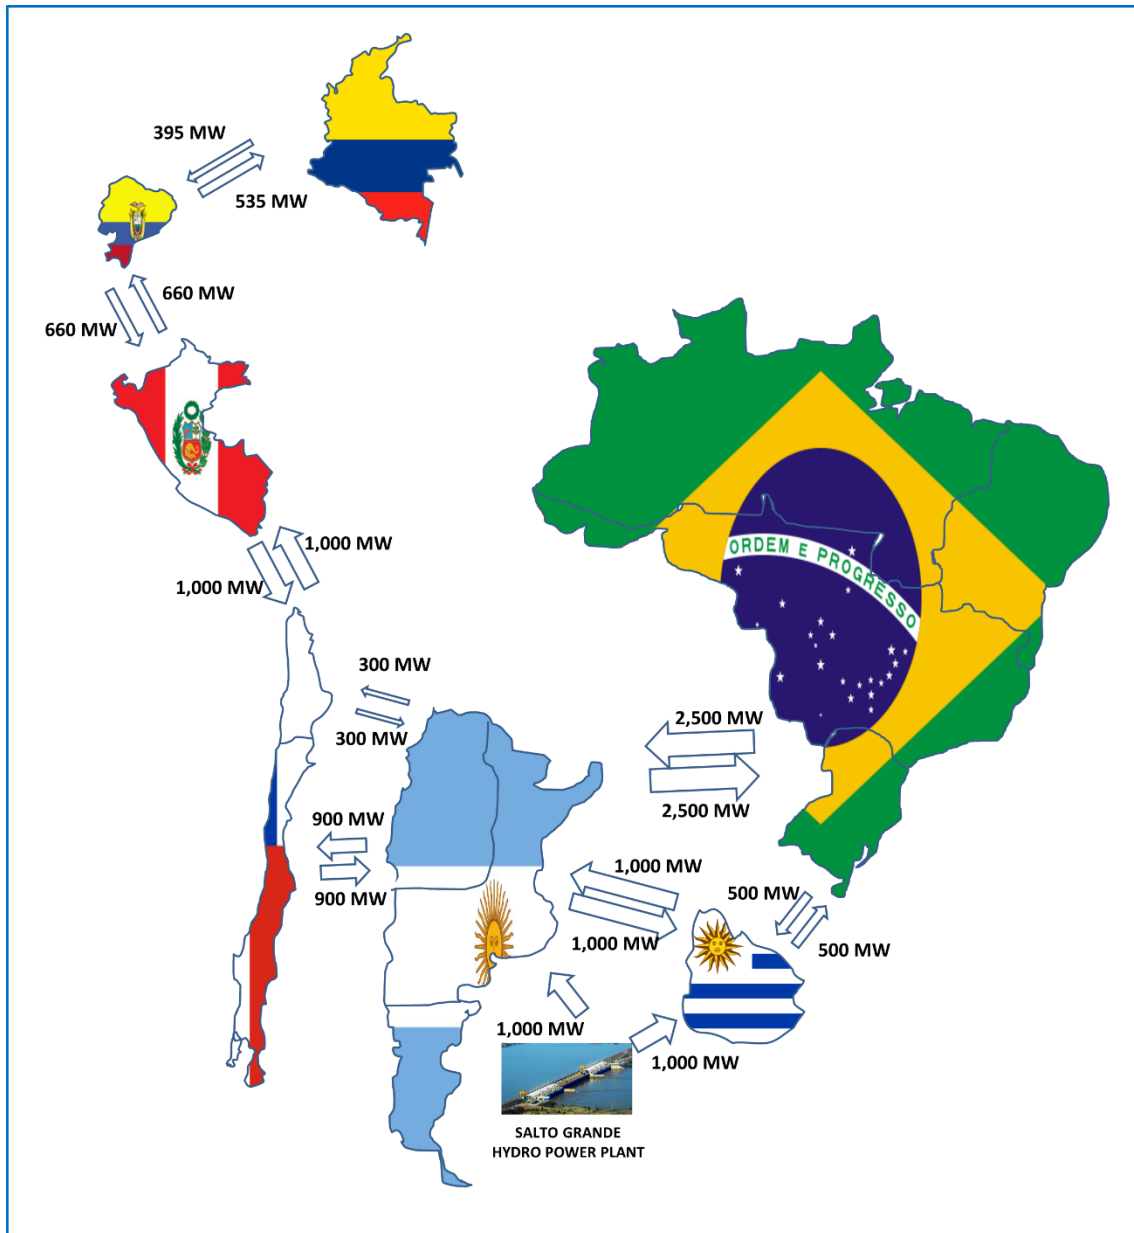 395 MW
535 MW
660 MW
660 MW
1,000 MW
1,000 MW
ORDEM E PROGRESSO
300 MW
300 MW
2,500 MW
2,500 MW
900 MW
900 MW
1,000 MW
1,000 MW
500 MW
500 MW
1,000 MW
1,000 MW
SALTO GRANDE
HYDRO POWER PLANT